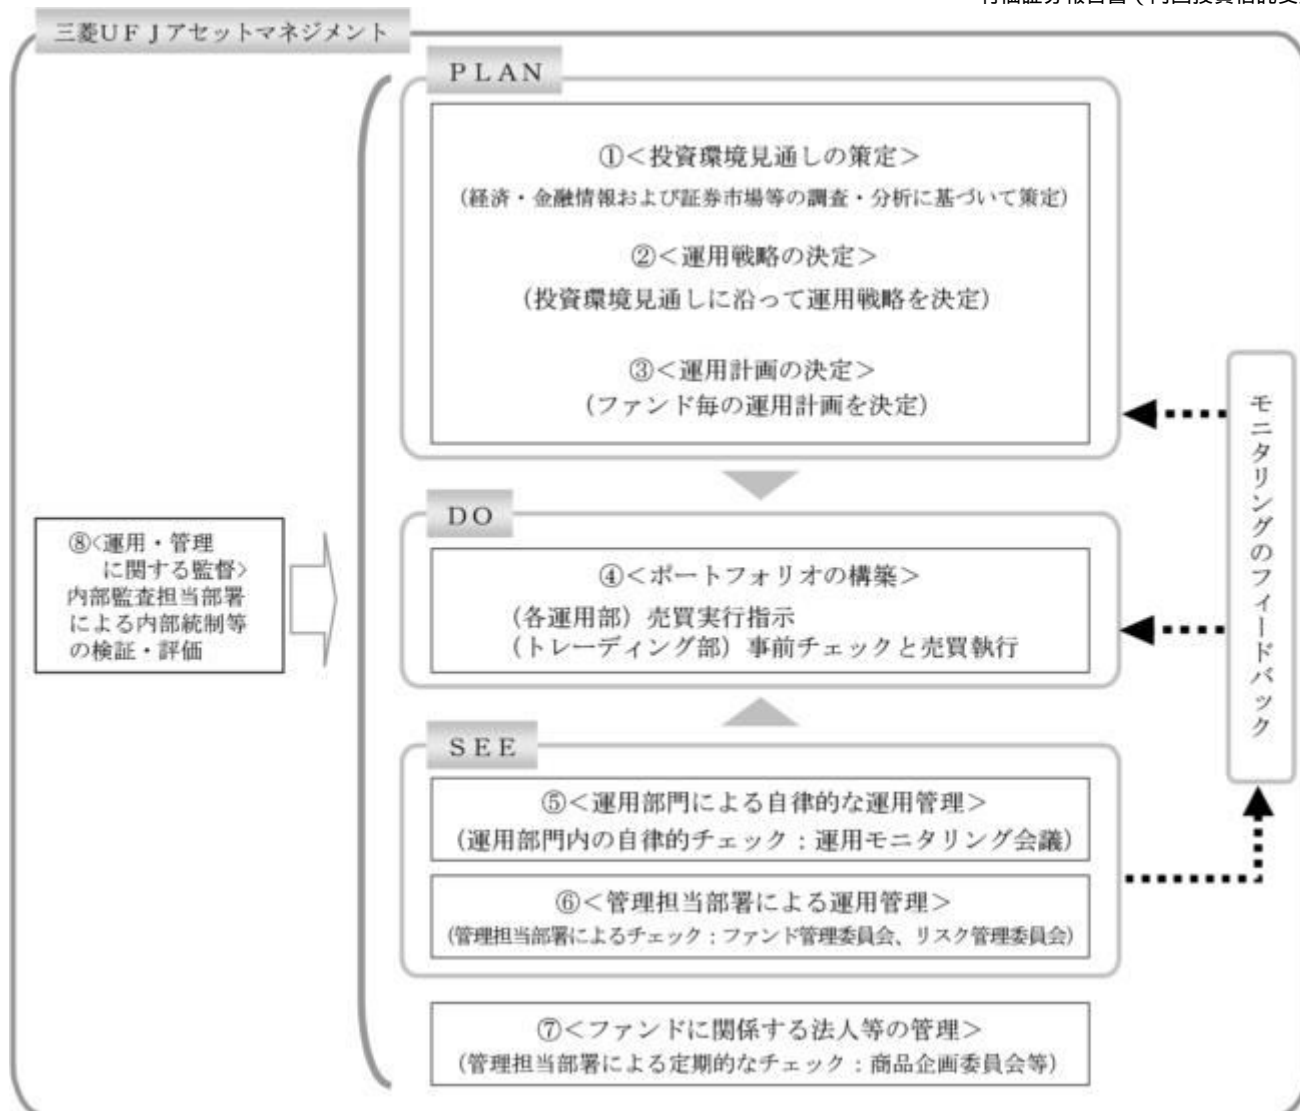 三菱ＵＦＪアセットマネジメント
ＰＬＡＮ
①＜投資環境見通しの策定＞
(経済・金融情報および証券市場等の調査・分析に基づいて策定)
②＜運用戦略の決定＞
(投資環境見通しに沿って運用戦略を決定)
③＜運用計画の決定＞
(ファンド毎の運用計画を決定)
ＤＯ
④＜ポートフォリオの構築＞
(各運用部）売買実行指示
(トレーディング部）事前チェックと売買執行
ＳＥＥ
⑤＜運用部門による自律的な運用管理＞
(運用部門内の自律的チェック：運用モニタリング会議)
⑥＜管理担当部署による運用管理＞
(管理担当部署によるチェック：ファンド管理委員会、リスク管理委員会)
⑦＜ファンドに関係する法人等の管理＞
(管理担当部署による定期的なチェック：商品企画委員会等)
⑧<運用・管理
に関する監督>
内部監査担当部署
による内部統制等
の検証・評価
モニタリングのフィードバック